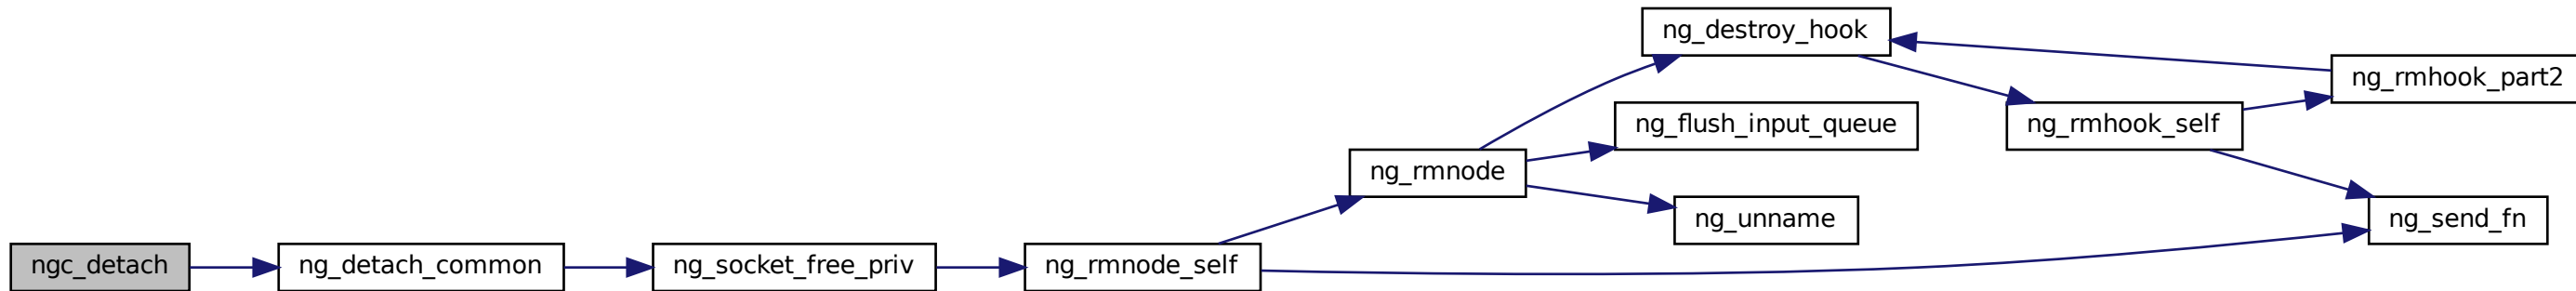 ngc_detach
ng_detach_common
ng_socket_free_priv
ng_rmnode_self
ng_rmnode
ng_destroy_hook
ng_flush_input_queue
ng_unname
ng_rmhook_self
ng_rmhook_part2
ng_send_fn